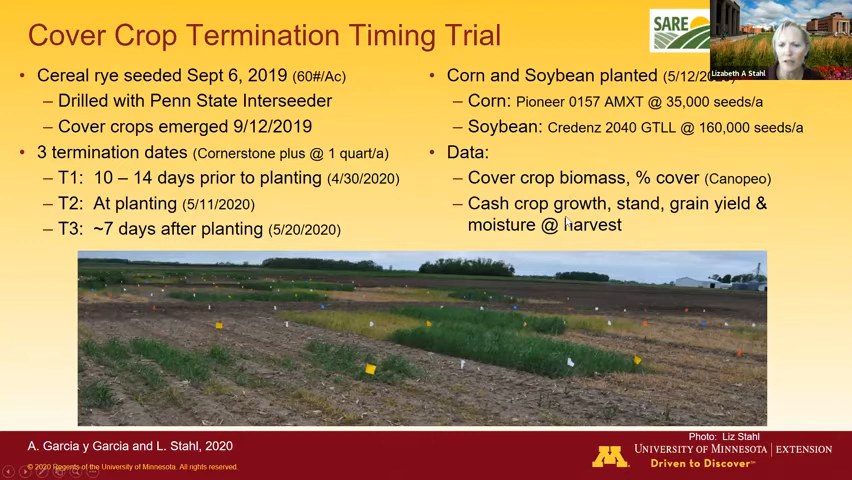 Cover Crop Termination Timing Trial
SARE
Lizabeth A Stahl
• Cereal rye seeded Sept 6, 2019 (60#/Ac)
– Drilled with Penn State Interseeder
– Cover crops emerged 9/12/2019
• 3 termination dates (Cornerstone plus @ 1 quart/a)
– T1: 10 – 14 days prior to planting (4/30/2020)
– T2: At planting (5/11/2020)
– T3: ~7 days after planting (5/20/2020)
• Corn and Soybean planted (5/12/20
– Corn: Pioneer 0157 AMXT @ 35,000 seeds/a
– Soybean: Credenz 2040 GTLL @ 160,000 seeds/a
• Data:
– Cover crop biomass, % cover (Canopeo)
– Cash crop growth, stand, grain yield &
moisture @ harvest
A. Garcia y Garcia and L. Stahl, 2020
© 2020 Regents of the University of Minnesota. All rights reserved.
Photo: Liz Stahl
M UNIVERSITY OF MINNESOTA | EXTENSION
Driven to Discover℠